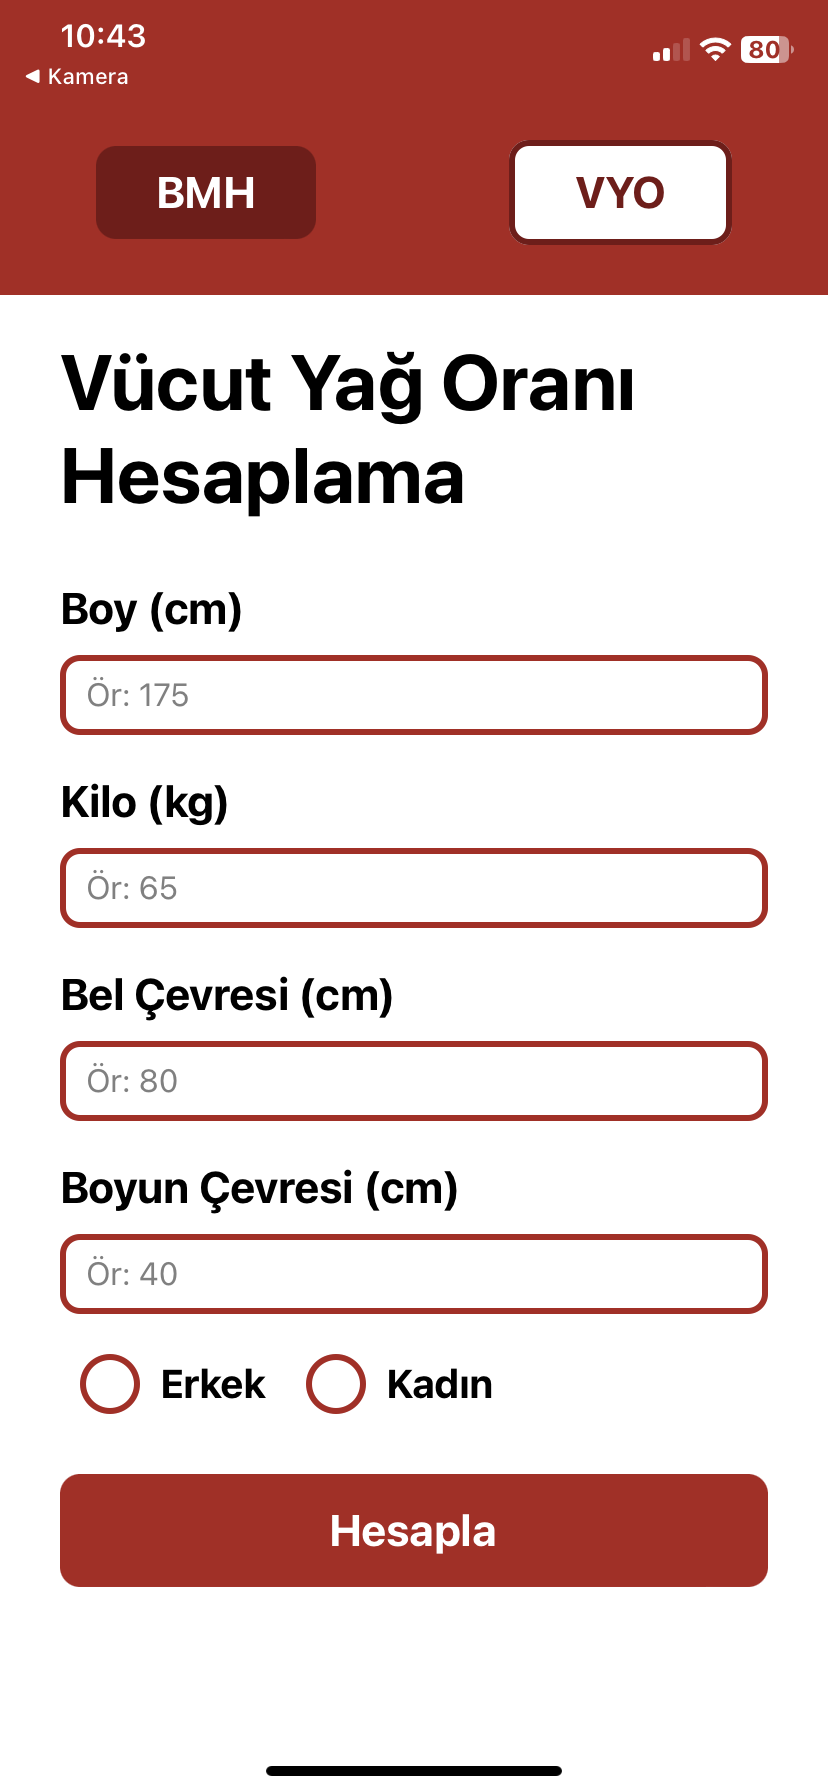 10:43
80
◀ Kamera
BMH
VYO
Vücut Yağ Oranı
Hesaplama
Boy (cm)
Ör: 175
Kilo (kg)
Ör: 65
Bel Çevresi (cm)
Ör: 80
Boyun Çevresi (cm)
Ör: 40
Erkek
Kadın
Hesapla